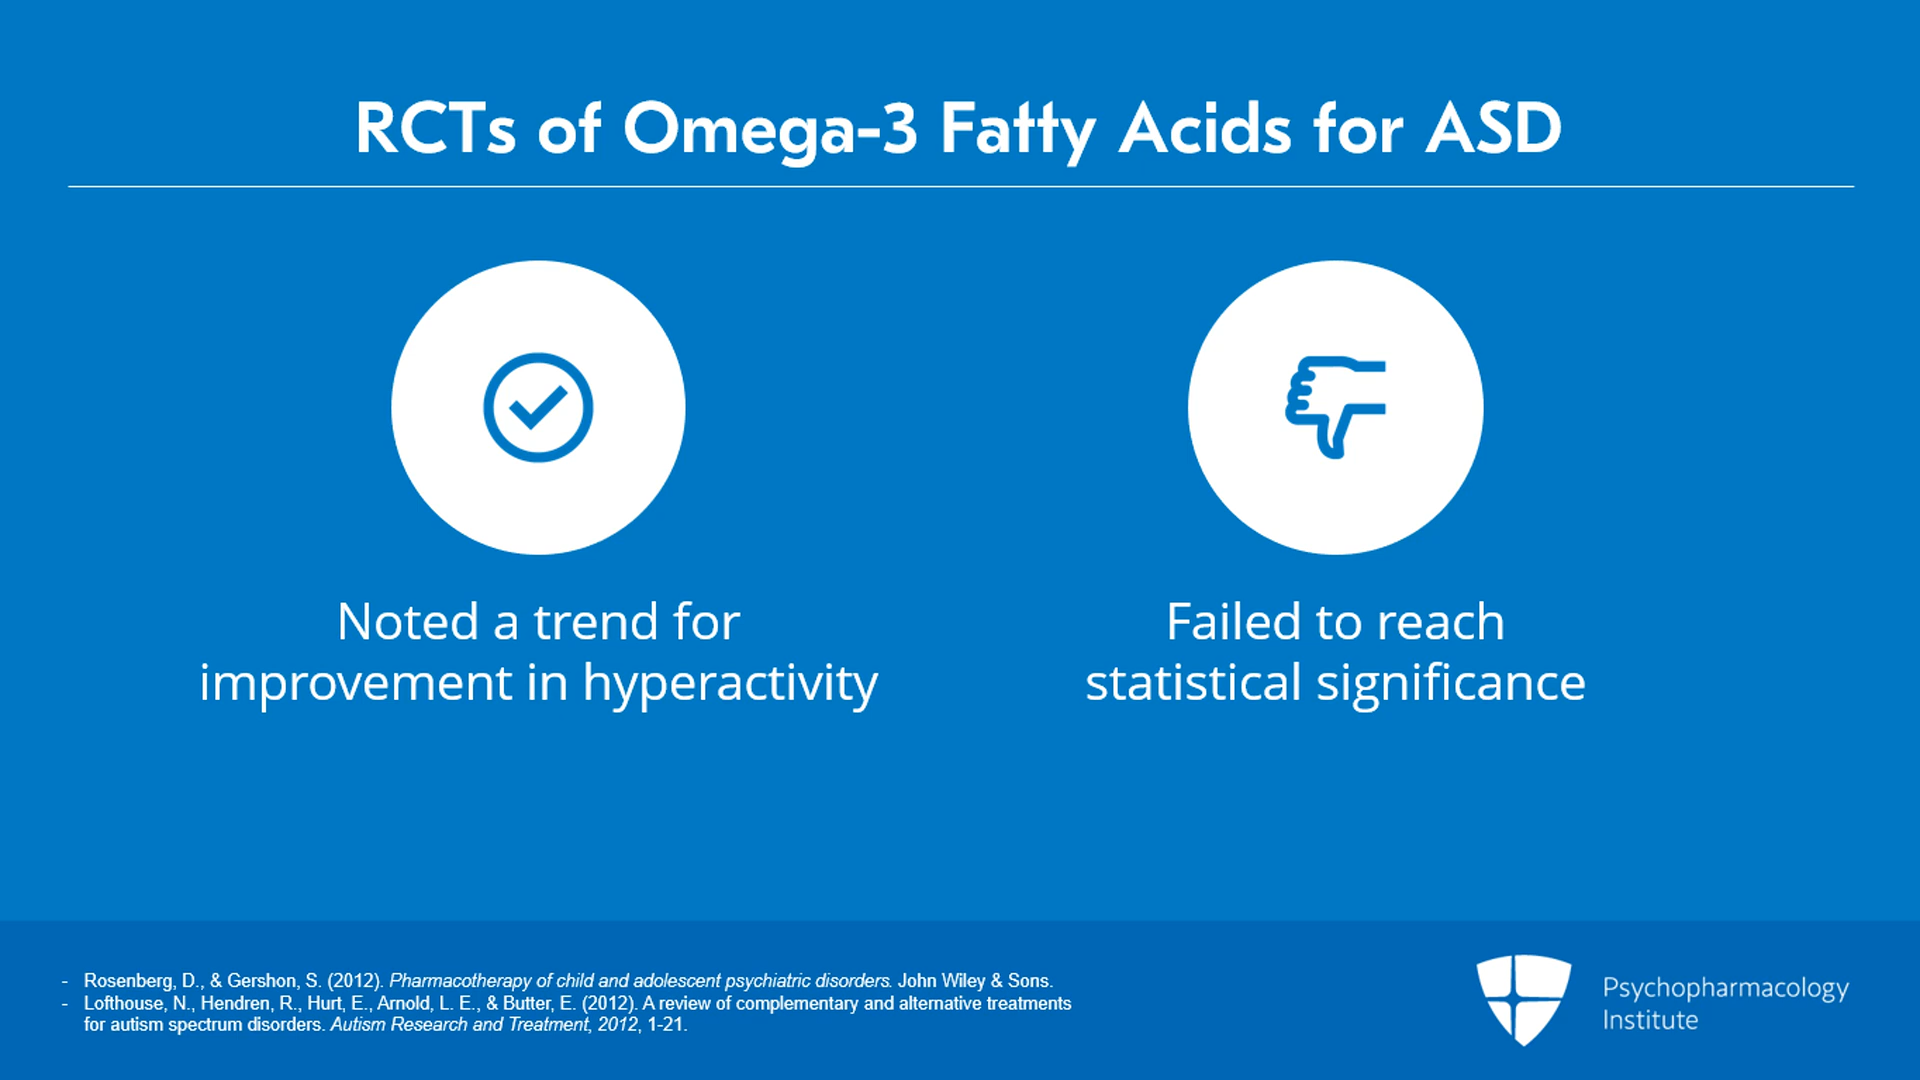 RCTs of Omega-3 Fatty Acids for ASD
Noted a trend for
improvement in hyperactivity
Failed to reach
statistical significance
- Rosenberg, D., & Gershon, S. (2012). Pharmacotherapy of child and adolescent psychiatric disorders. John Wiley & Sons.
- Lofthouse, N., Hendren, R., Hurt, E., Arnold, L. E., & Butter, E. (2012). A review of complementary and alternative treatments
for autism spectrum disorders. Autism Research and Treatment, 2012, 1-21.
Psychopharmacology
Institute